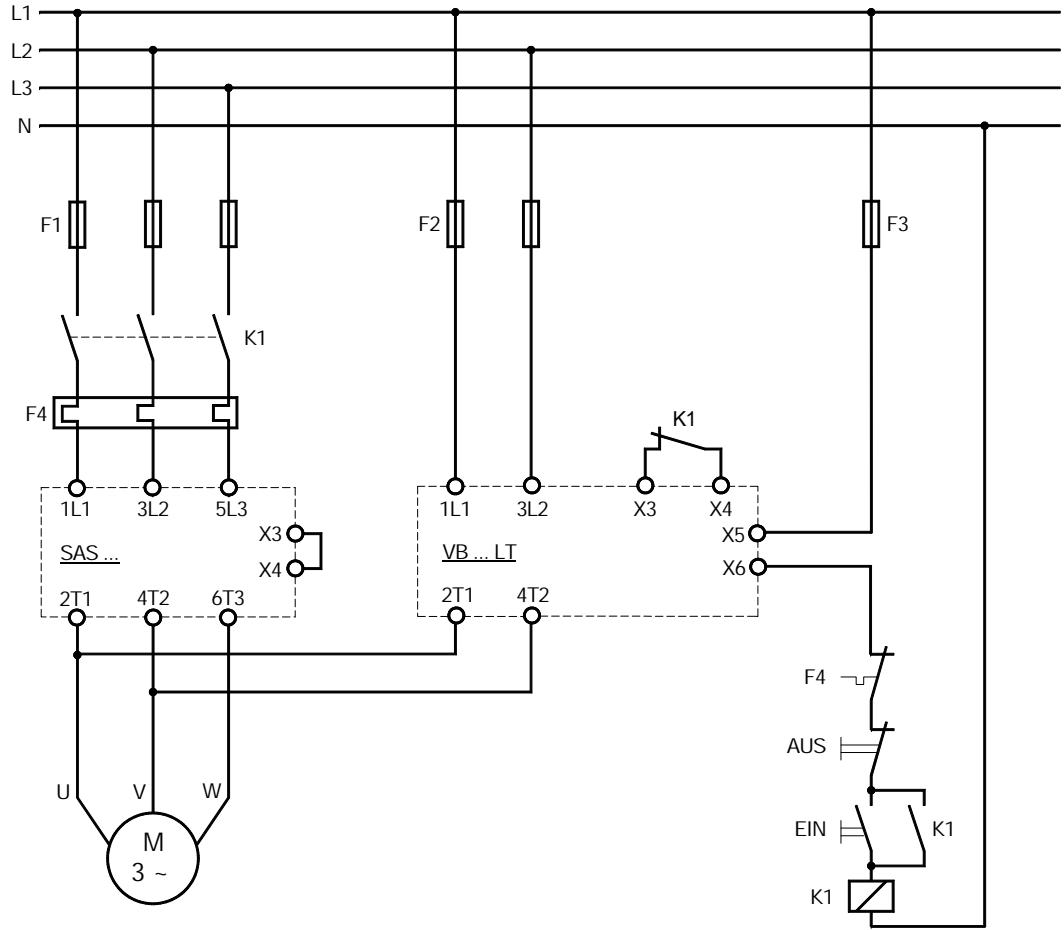 L1
L2
L3
N
F1
F2
F3
K1
F4
K1
1L1 3L2 5L3
1L1 3L2 X3 X4
X3
X5
SAS ...
VB ... LT
X4
X6
2T1 4T2 6T3
2T1 4T2
F4
AUS
U V W
EIN
K1
M
3 ~
K1